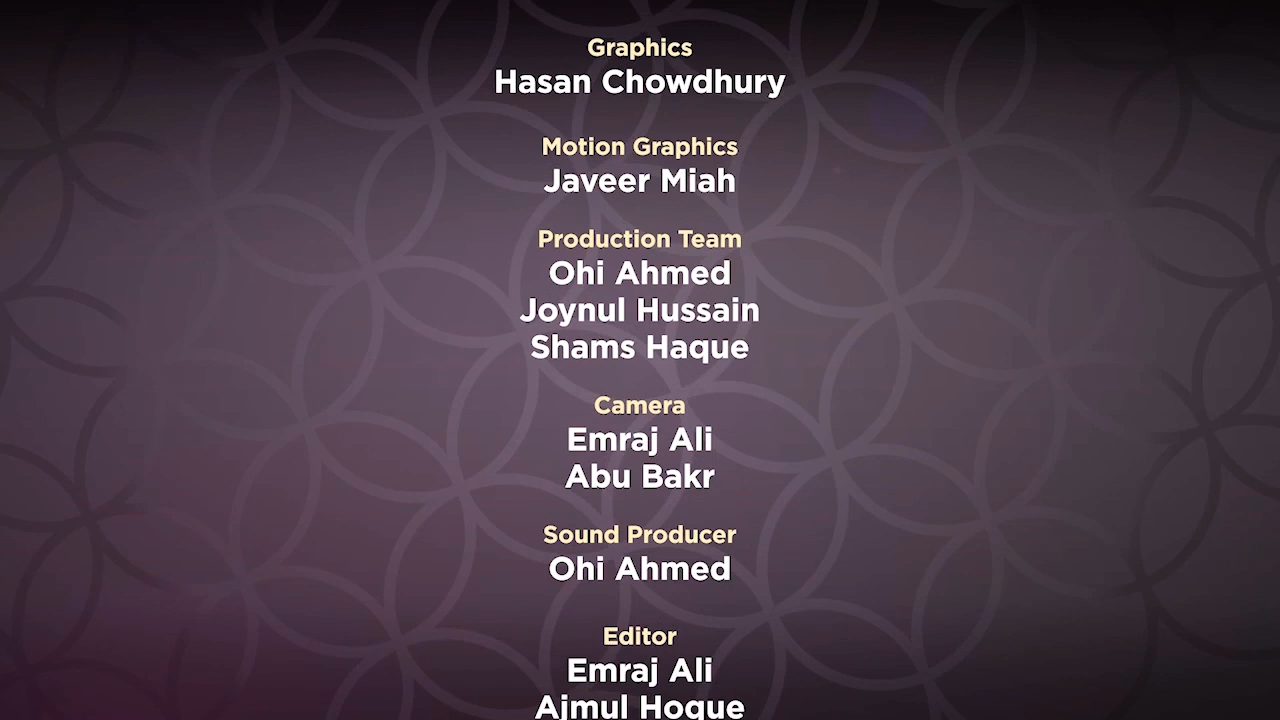 Graphics
Hasan Chowdhury
Motion Graphics
Javeer Miah
Production Team
Ohi Ahmed
Joynul Hussain
Shams Haque
Camera
Emraj Ali
Abu Bakr
Sound Producer
Ohi Ahmed
Editor
Emraj Ali
Ajmul Hoque